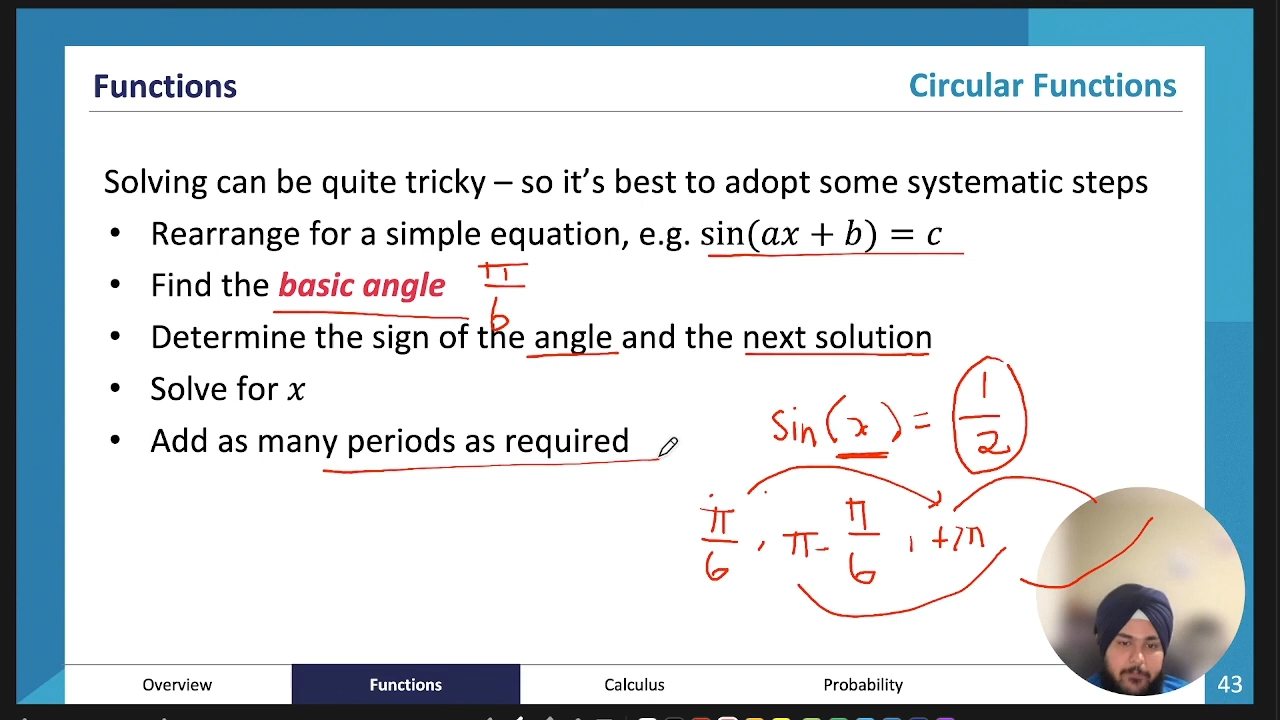 Functions
Circular Functions
Solving can be quite tricky – so it's best to adopt some systematic steps
• Rearrange for a simple equation, e.g. sin(ax + b) = c
• Find the basic angle π/6
• Determine the sign of the angle and the next solution
• Solve for x
• Add as many periods as required
sin(x) = 1/2
π/6, π - π/6, +2π
Overview
Functions
Calculus
Probability
43